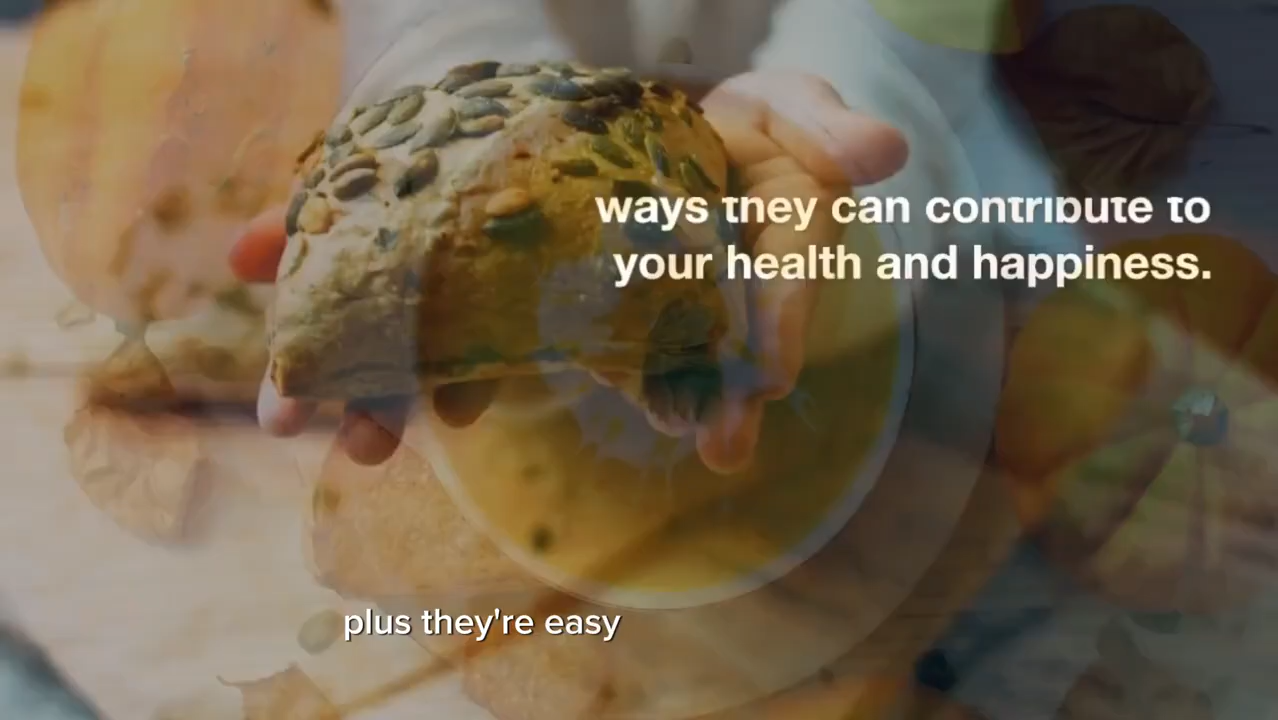 ways they can contribute to
your health and happiness.
plus they're easy